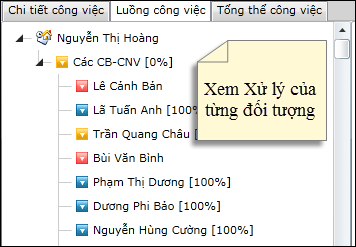 Chi tiết công việc
Luồng công việc
Tổng thể công việc
Nguyễn Thị Hoàng
Các CB-CNV [0%]
Lê Cảnh Bản
Lã Tuấn Anh [100%
Trần Quang Châu [
Bùi Văn Bình
Phạm Thị Dương [100%]
Dương Phi Bảo [100%]
Nguyễn Hùng Cường [100%]
Xem Xử lý của
từng đối tượng